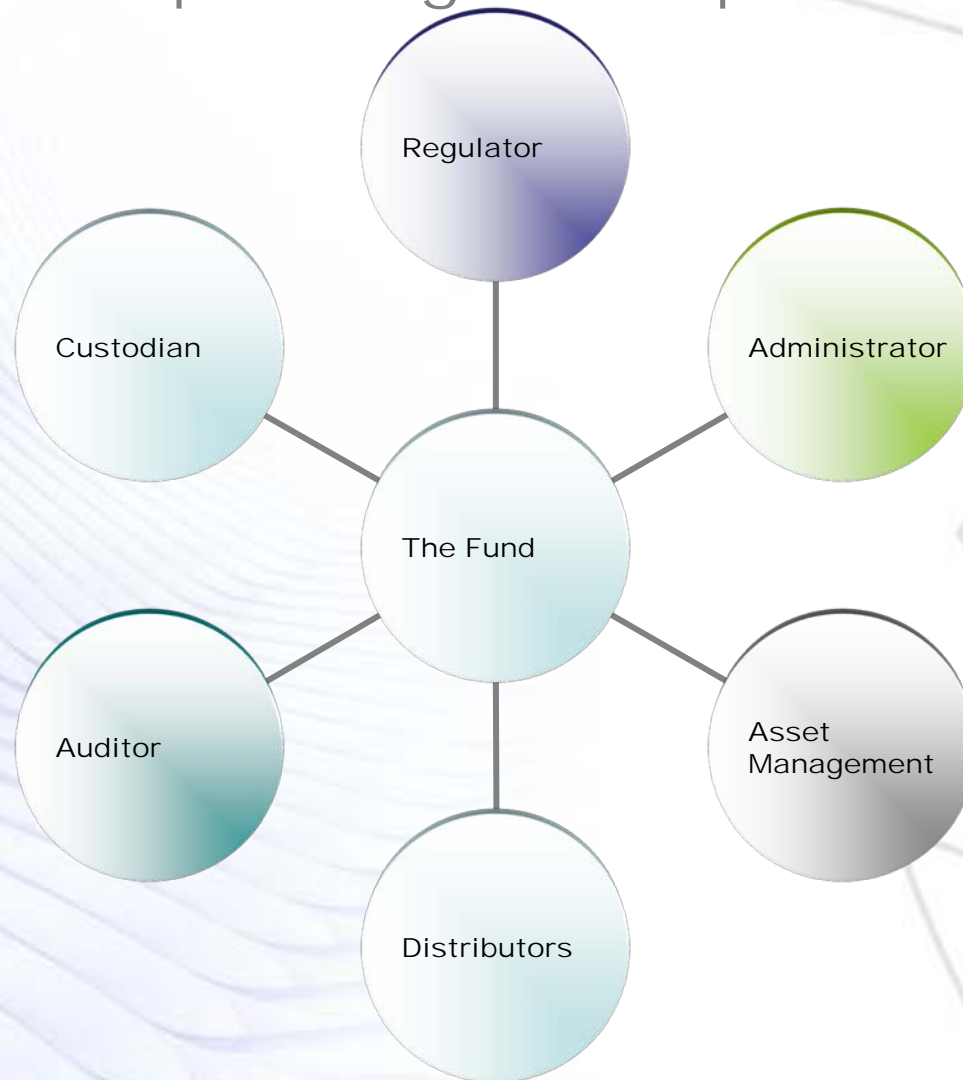 Regulator
Custodian
Administrator
The Fund
Auditor
Asset
Management
Distributors